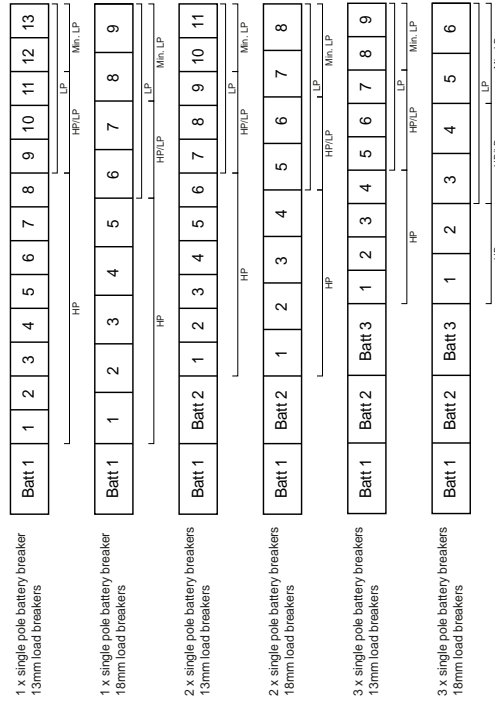 1 x single pole battery breaker
13mm load breakers
Batt 1 1 2 3 4 5 6 7 8 9 10 11 12 13
LP
HP HP/LP Min. LP
1 x single pole battery breaker
18mm load breakers
Batt 1 1 2 3 4 5 6 7 8 9
LP
HP HP/LP Min. LP
2 x single pole battery breakers
13mm load breakers
Batt 1 Batt 2 1 2 3 4 5 6 7 8 9 10 11
LP
HP HP/LP Min. LP
2 x single pole battery breakers
18mm load breakers
Batt 1 Batt 2 1 2 3 4 5 6 7 8
LP
HP HP/LP Min. LP
3 x single pole battery breakers
13mm load breakers
Batt 1 Batt 2 Batt 3 1 2 3 4 5 6 7 8 9
LP
HP HP/LP Min. LP
3 x single pole battery breakers
18mm load breakers
Batt 1 Batt 2 Batt 3 1 2 3 4 5 6
LP